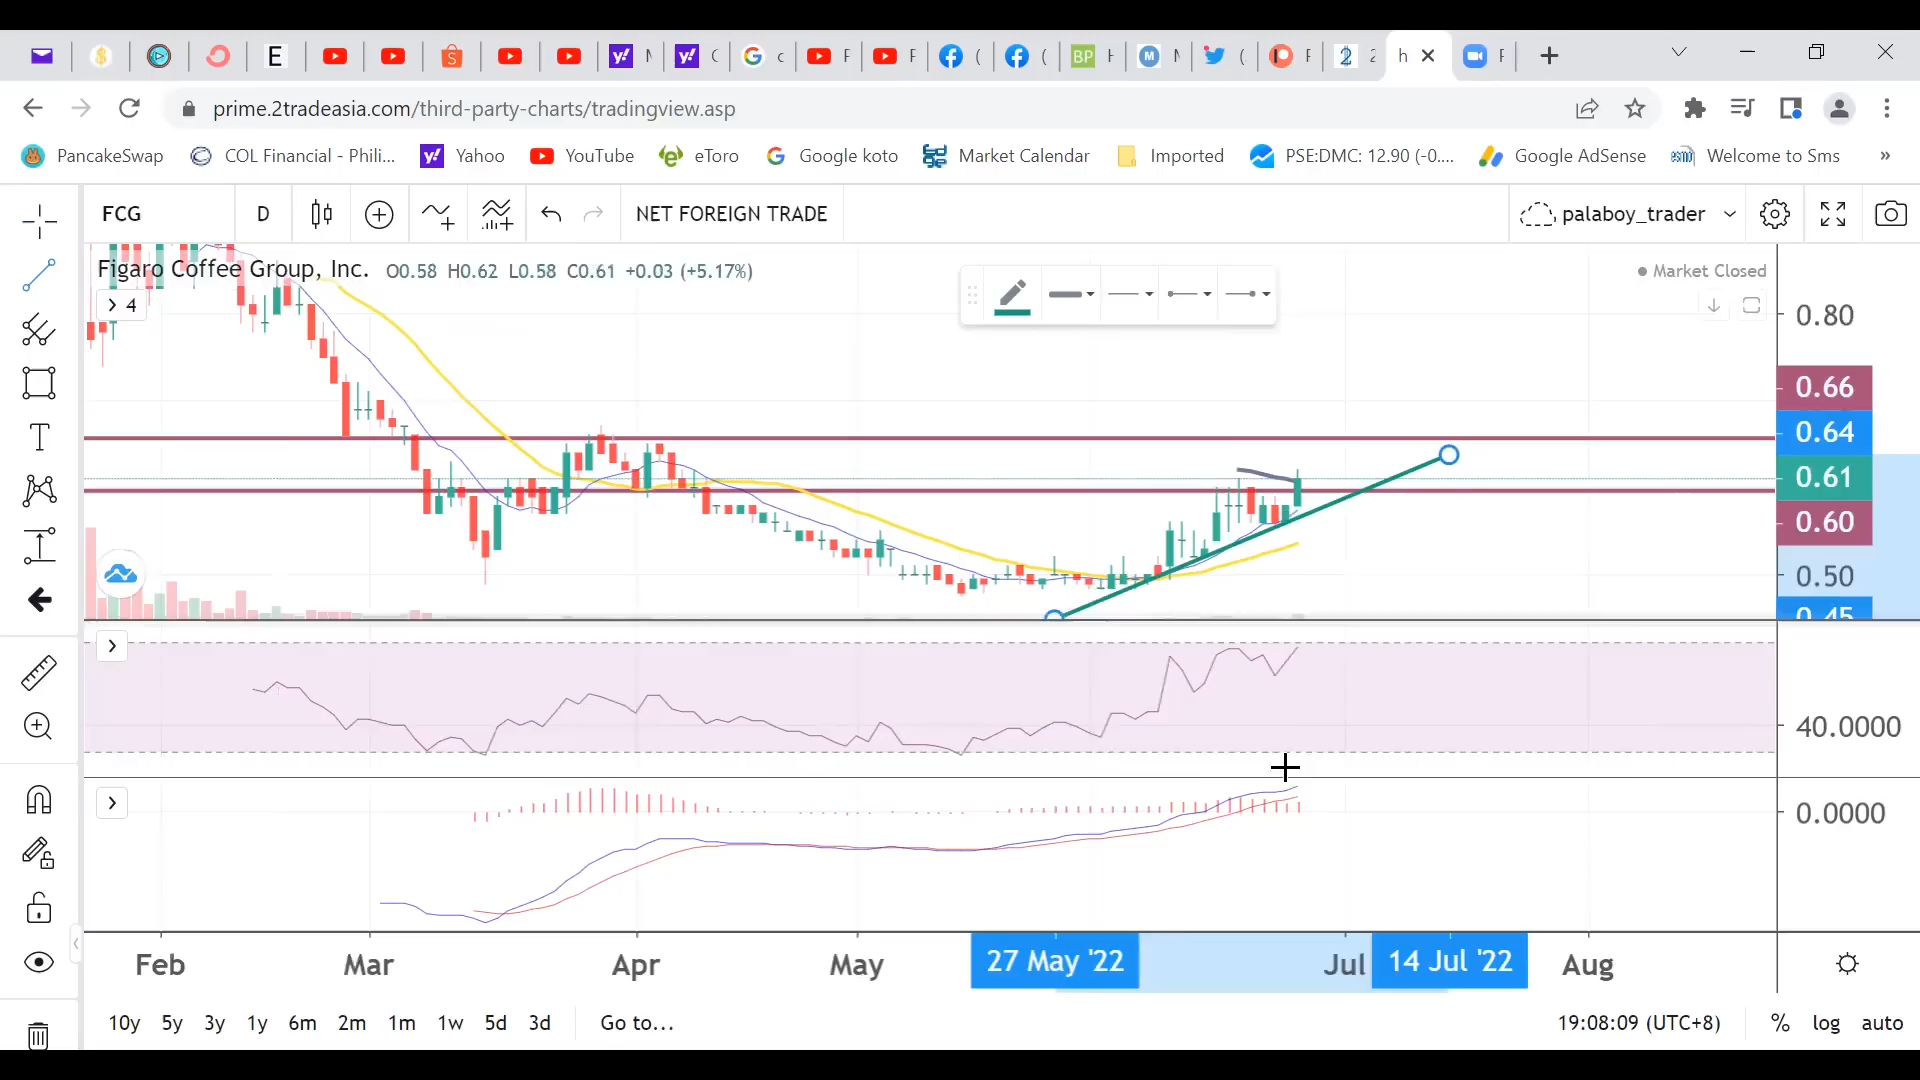 E
N
C
c
F
F
(
(
BP
H
M
N
(
F
2
2
h
F
prime.2tradeasia.com/third-party-charts/tradingview.asp
PancakeSwap
COL Financial - Phili...
Yahoo
YouTube
eToro
Google koto
Market Calendar
Imported
PSE:DMC: 12.90 (-0....
Google AdSense
Welcome to Sms
»
FCG
D
NET FOREIGN TRADE
palaboy_trader
Figaro Coffee Group, Inc. O0.58 H0.62 L0.58 C0.61 +0.03 (+5.17%)
Market Closed
4
0.80
0.66
0.64
0.61
0.60
0.50
0.45
40.0000
0.0000
Feb
Mar
Apr
May
27 May '22
Jul
14 Jul '22
Aug
10y 5y 3y 1y 6m 2m 1m 1w 5d 3d Go to...
19:08:09 (UTC+8) % log auto